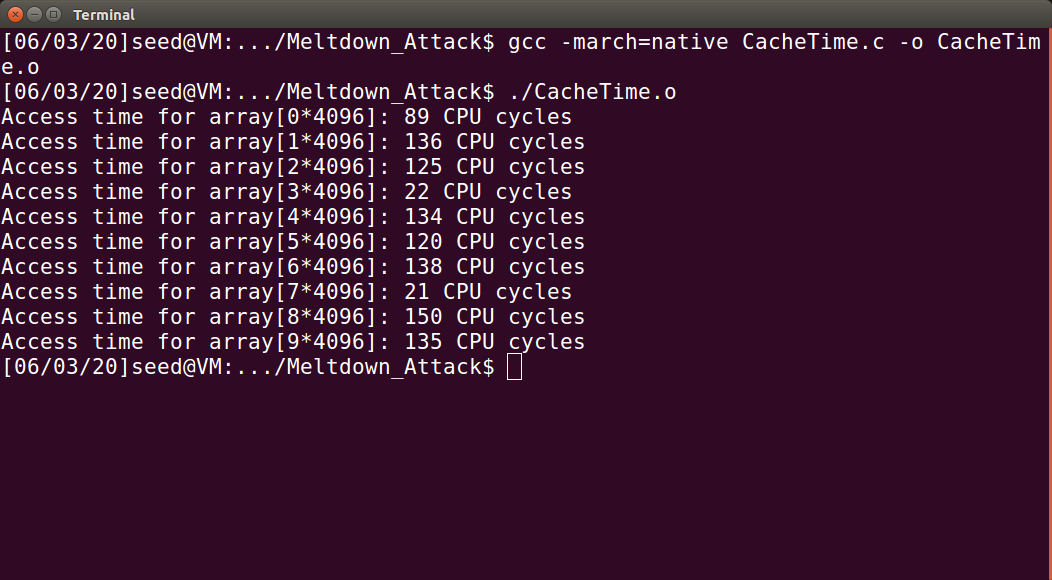 Terminal
[06/03/20]seed@VM:.../Meltdown_Attack$ gcc -march=native CacheTime.c -o CacheTim
e.o
[06/03/20]seed@VM:.../Meltdown_Attack$ ./CacheTime.o
Access time for array[0*4096]: 89 CPU cycles
Access time for array[1*4096]: 136 CPU cycles
Access time for array[2*4096]: 125 CPU cycles
Access time for array[3*4096]: 22 CPU cycles
Access time for array[4*4096]: 134 CPU cycles
Access time for array[5*4096]: 120 CPU cycles
Access time for array[6*4096]: 138 CPU cycles
Access time for array[7*4096]: 21 CPU cycles
Access time for array[8*4096]: 150 CPU cycles
Access time for array[9*4096]: 135 CPU cycles
[06/03/20]seed@VM:.../Meltdown_Attack$